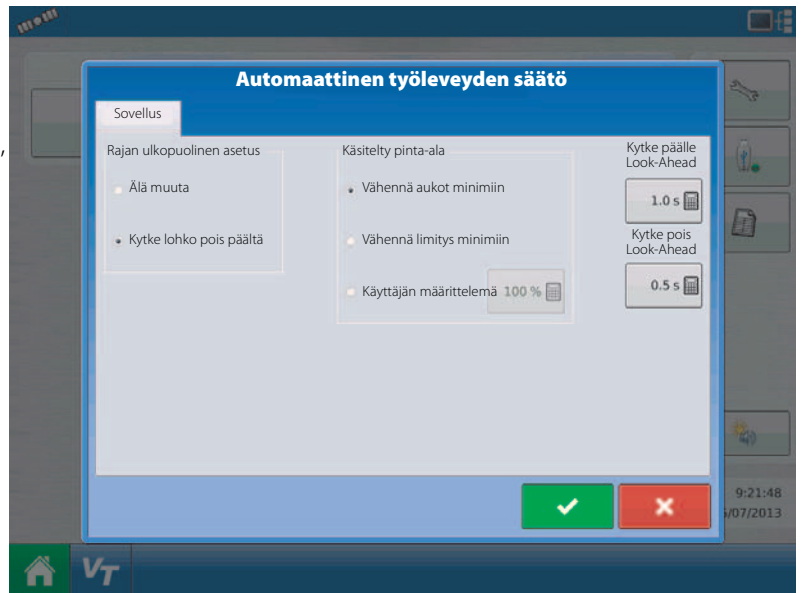 Automaattinen työleveyden säätö
Sovellus
Rajan ulkopuolinen asetus
Älä muuta
Kytke lohko pois päältä
Käsitelty pinta-ala
Vähennä aukot minimiin
Vähennä limitys minimiin
Käyttäjän määrittelemä 100 %
Kytke päälle
Look-Ahead
1.0 s
Kytke pois
Look-Ahead
0.5 s
9:21:48
/07/2013
VT